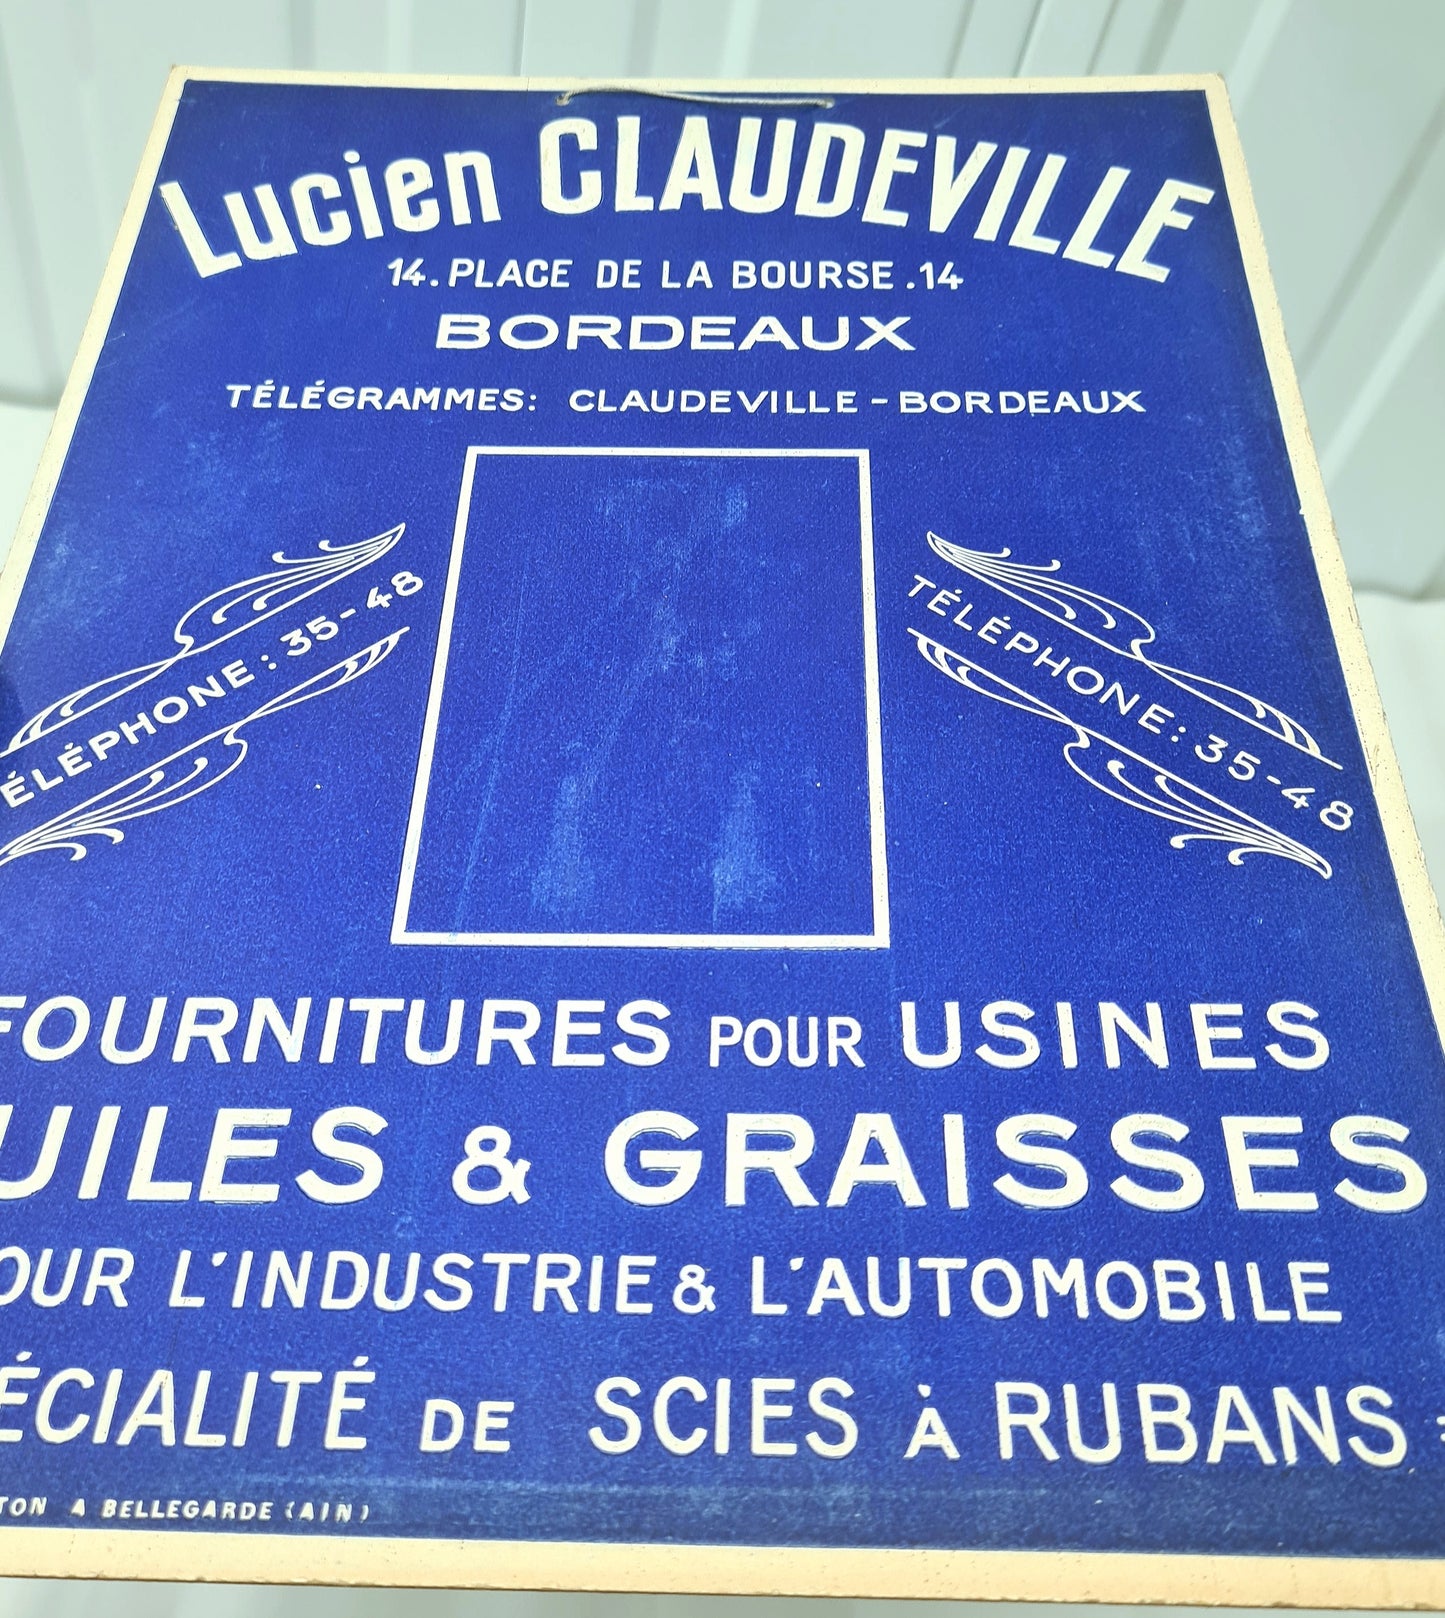 Lucien CLAUDEVILLE
14. PLACE DE LA BOURSE .14
BORDEAUX
TÉLÉGRAMMES: CLAUDEVILLE - BORDEAUX
ÉLÉPHONE : 35-48
TÉLÉPHONE : 35-48
FOURNITURES POUR USINES
UILES & GRAISSES
OUR L'INDUSTRIE & L'AUTOMOBILE
ÉCIALITÉ DE SCIES À RUBANS
TON A BELLEGARDE (AIN)